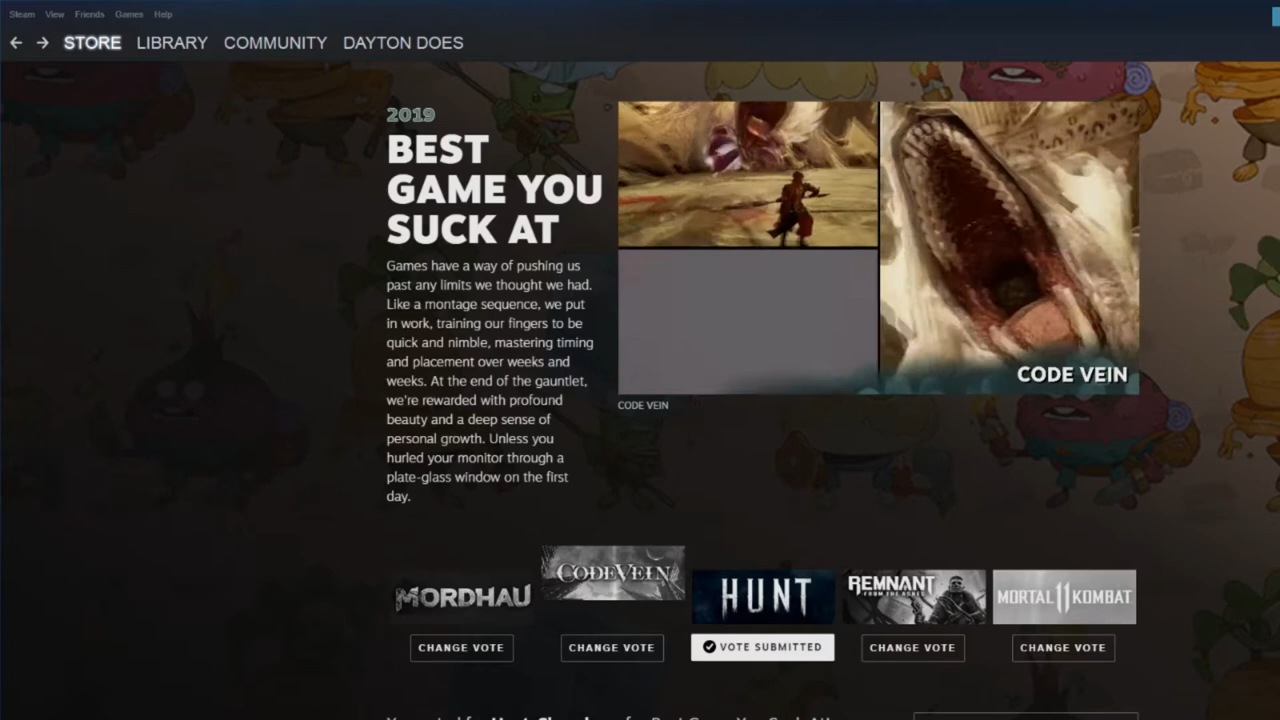 Steam View Friends Games Help
STORE LIBRARY COMMUNITY DAYTON DOES
2019
BEST
GAME YOU
SUCK AT
Games have a way of pushing us
past any limits we thought we had.
Like a montage sequence, we put
in work, training our fingers to be
quick and nimble, mastering timing
and placement over weeks and
weeks. At the end of the gauntlet,
we're rewarded with profound
beauty and a deep sense of
personal growth. Unless you
hurled your monitor through a
plate-glass window on the first
day.
CODE VEIN
CODE VEIN
MORDHAU
CODE VEIN
HUNT
REMNANT
FROM THE ASHES
MORTAL 11 KOMBAT
CHANGE VOTE
CHANGE VOTE
VOTE SUBMITTED
CHANGE VOTE
CHANGE VOTE